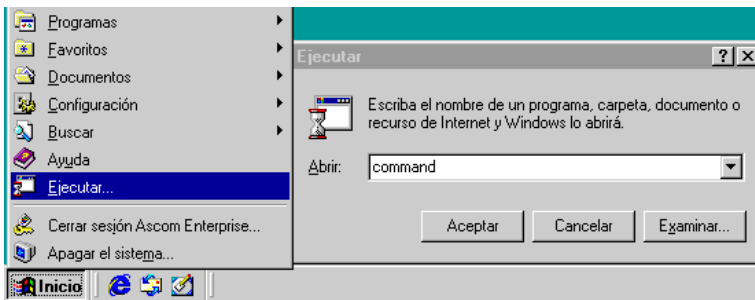 Programas
Favoritos
Documentos
Configuración
Buscar
Ayuda
Ejecutar...
Cerrar sesión Ascom Enterprise...
Apagar el sistema...
Inicio
Ejecutar
Escriba el nombre de un programa, carpeta, documento o
recurso de Internet y Windows lo abrirá.
Abrir: command
Aceptar Cancelar Examinar...